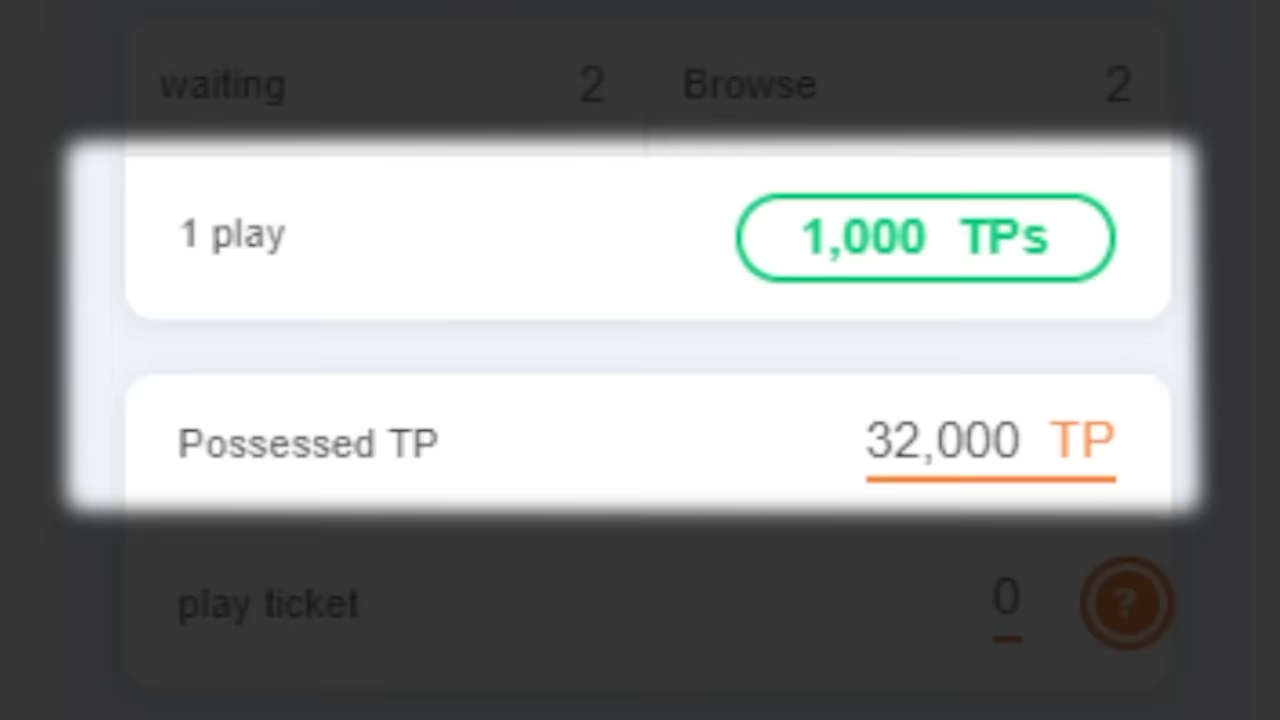 waiting 2 Browse 2
1 play 1,000 TPs
Possessed TP 32,000 TP
play ticket 0 ?